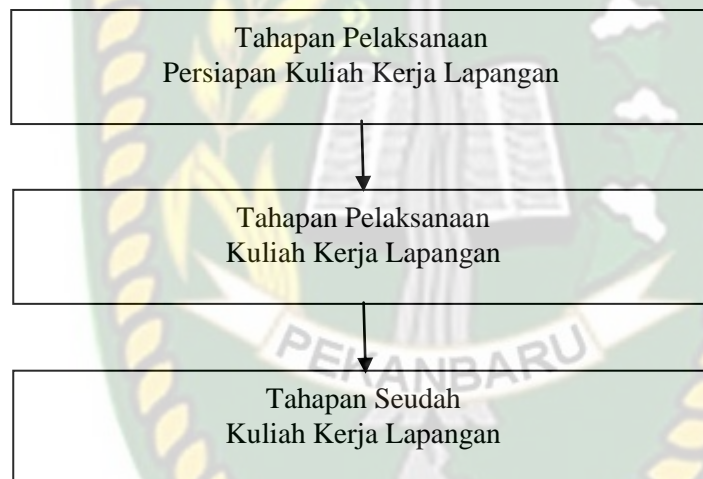 Tahapan Pelaksanaan
Persiapan Kuliah Kerja Lapangan
Tahapan Pelaksanaan
Kuliah Kerja Lapangan
PEKANBARU
Tahapan Seudah
Kuliah Kerja Lapangan